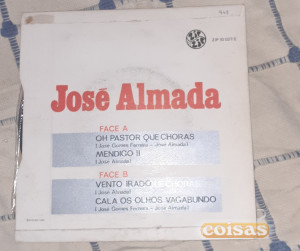 José Almada
FACE A
OH PASTOR QUE CHORAS
( José Gomes Ferreira - José Almada)
MENDIGO II
( José Almada)
FACE B
VENTO IRADO
( José Almada)
CALA OS OLHOS VAGABUNDO
( José Gomes Ferreira - José Almada)
coisas